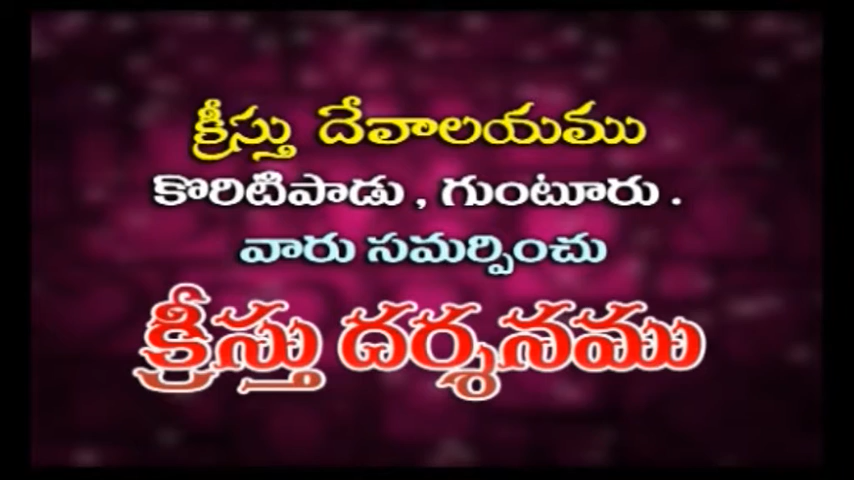 క్రీస్తు దేవాలయము
కొరిటిపాడు, గుంటూరు.
వారు సమర్పించు
క్రీస్తు దర్శనము